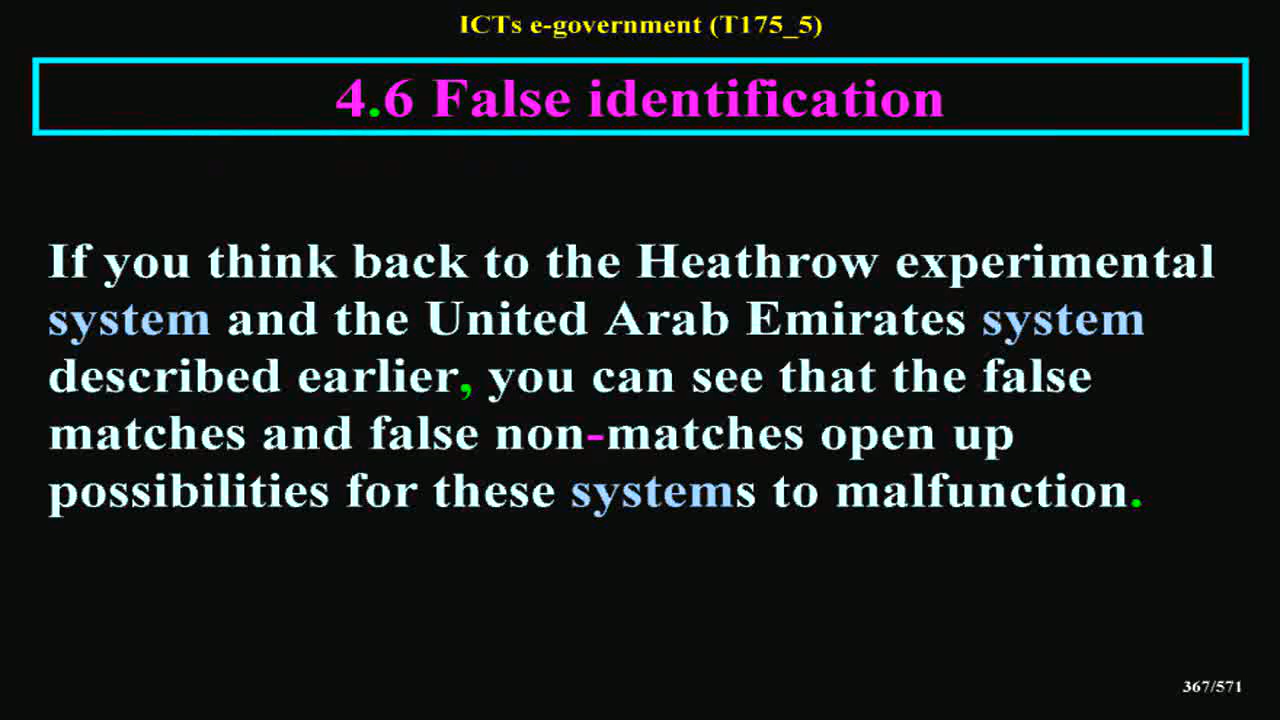 ICTs e-government (T175_5)
4.6 False identification
If you think back to the Heathrow experimental
system and the United Arab Emirates system
described earlier, you can see that the false
matches and false non-matches open up
possibilities for these systems to malfunction.
367/571